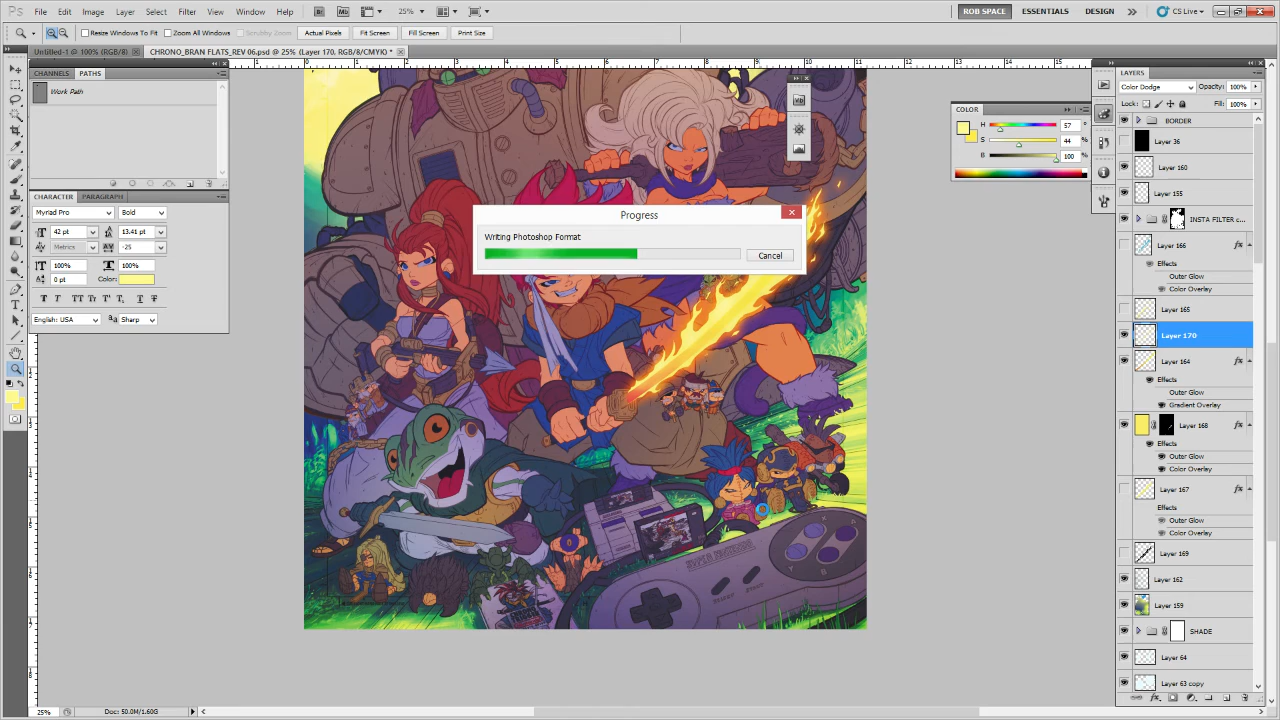 Ps File Edit Image Layer Select Filter View Window Help Br Mb 25% ROB SPACE ESSENTIALS DESIGN CS Live
Resize Windows To Fit Zoom All Windows Scrubby Zoom Actual Pixels Fit Screen Fill Screen Print Size
Untitled-1 @ 100% (RGB/8) CHRONO_BRAN FLATS_REV 06.psd @ 25% (Layer 170, RGB/8/CMYK) *
CHANNELS PATHS
Work Path
CHARACTER PARAGRAPH
Myriad Pro Bold
42 pt 13.41 pt
Metrics -25
100% 100%
0 pt Color:
English: USA Sharp
Progress
Writing Photoshop Format
Cancel
COLOR
H 57 °
S 44 %
B 100 %
LAYERS
Color Dodge Opacity: 100%
Lock: Fill: 100%
BORDER
Layer 36
Layer 160
Layer 155
INSTA FILTER c...
Layer 166
Effects
Outer Glow
Color Overlay
Layer 165
Layer 170
Layer 164
Effects
Outer Glow
Gradient Overlay
Layer 168
Effects
Outer Glow
Color Overlay
Layer 167
Effects
Outer Glow
Color Overlay
Layer 169
Layer 162
Layer 159
SHADE
Layer 64
Layer 63 copy
X
A
Y
B
25% Doc: 50.0M/1.60G